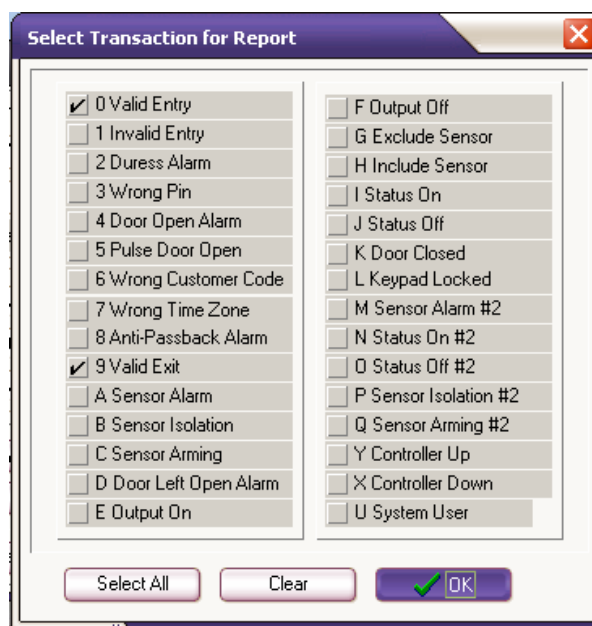 Select Transaction for Report
0 Valid Entry
1 Invalid Entry
2 Duress Alarm
3 Wrong Pin
4 Door Open Alarm
5 Pulse Door Open
6 Wrong Customer Code
7 Wrong Time Zone
8 Anti-Passback Alarm
9 Valid Exit
A Sensor Alarm
B Sensor Isolation
C Sensor Arming
D Door Left Open Alarm
E Output On
F Output Off
G Exclude Sensor
H Include Sensor
I Status On
J Status Off
K Door Closed
L Keypad Locked
M Sensor Alarm #2
N Status On #2
O Status Off #2
P Sensor Isolation #2
Q Sensor Arming #2
Y Controller Up
X Controller Down
U System User
Select All
Clear
OK